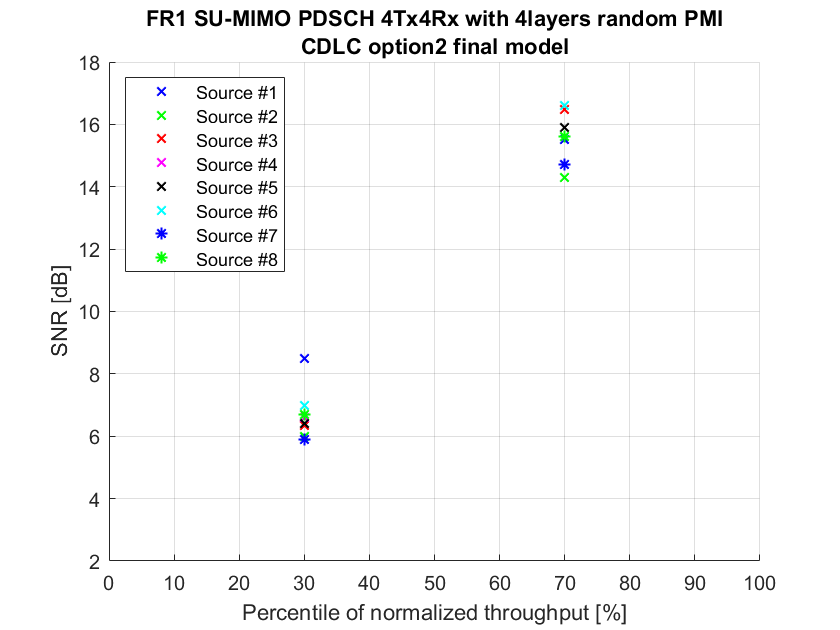 FR1 SU-MIMO PDSCH 4Tx4Rx with 4layers random PMI
CDLC option2 final model
18
16
14
12
10
8
6
4
2
SNR [dB]
Source #1
Source #2
Source #3
Source #4
Source #5
Source #6
Source #7
Source #8
0 10 20 30 40 50 60 70 80 90 100
Percentile of normalized throughput [%]